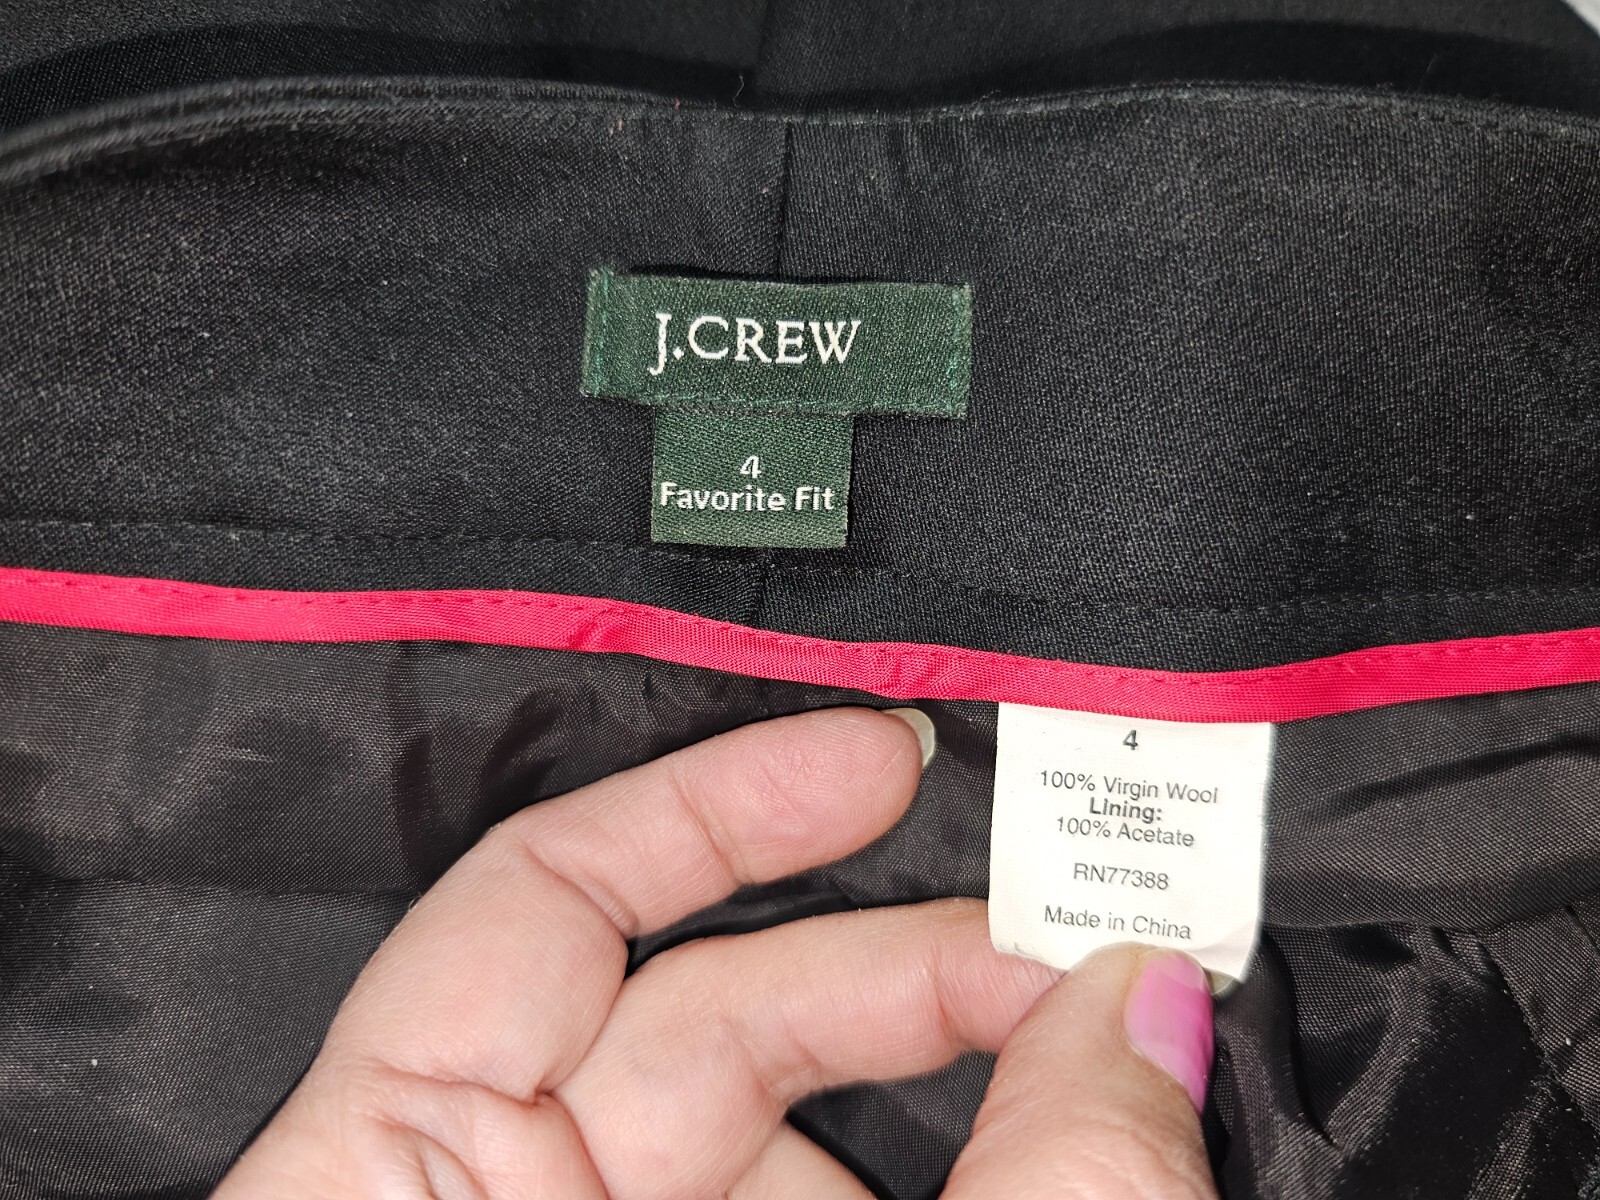 J.CREW
4
Favorite Fit
4
100% Virgin Wool
Lining:
100% Acetate
RN77388
Made in China